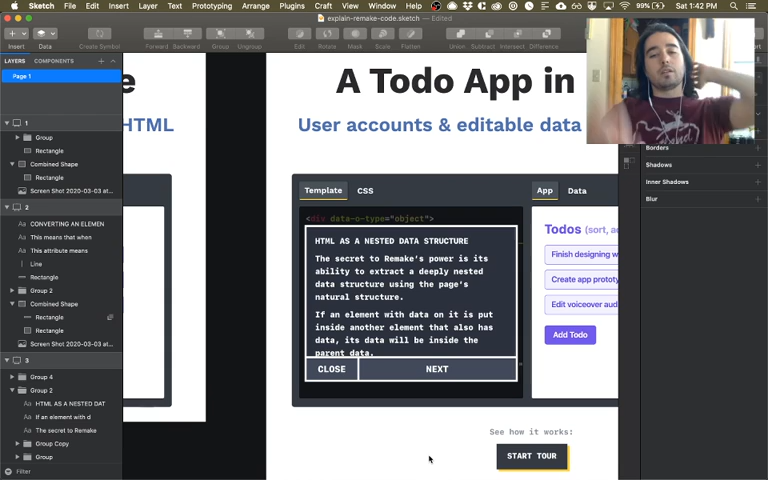 Sketch File Edit Insert Layer Text Prototyping Arrange Plugins Window Help 99% Sat 1:42 PM
explain-remake-code.sketch — Edited
Insert Data Create Symbol Forward Backward Group Ungroup Edit Rotate Mask Scale Flatten Union Subtract Intersect Difference
LAYERS COMPONENTS
Page 1
1
Group
Rectangle
Combined Shape
Rectangle
Screen Shot 2020-03-03 at...
2
CONVERTING AN ELEMEN
This means that when
This attribute means
Line
Rectangle
Group 2
Combined Shape
Rectangle
Rectangle
Screen Shot 2020-03-03 at...
3
Group 4
Group 2
HTML AS A NESTED DAT
If an element with d
The secret to Remake
Group Copy
Group
Filter
e
HTML
A Todo App in
User accounts & editable data
Template CSS
<div data-o-type="object">
HTML AS A NESTED DATA STRUCTURE
The secret to Remake's power is its
ability to extract a deeply nested
data structure using the page's
natural structure.
If an element with data on it is put
inside another element that also has
data, its data will be inside the
parent data.
CLOSE NEXT
App Data
Todos (sort, a
Finish designing w
Create app prototy
Edit voiceover aud
Add Todo
See how it works:
START TOUR
Borders
Shadows
Inner Shadows
Blur